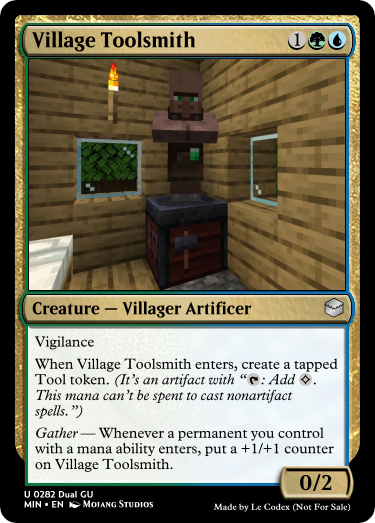 Village Toolsmith 1
Creature — Villager Artificer
Vigilance
When Village Toolsmith enters, create a tapped
Tool token. (It's an artifact with “: Add .
This mana can't be spent to cast nonartifact
spells.”)
Gather — Whenever a permanent you control
with a mana ability enters, put a +1/+1 counter
on Village Toolsmith.
0/2
U 0282 Dual GU
MIN • EN Mojang Studios
Made by Le Codex (Not For Sale)